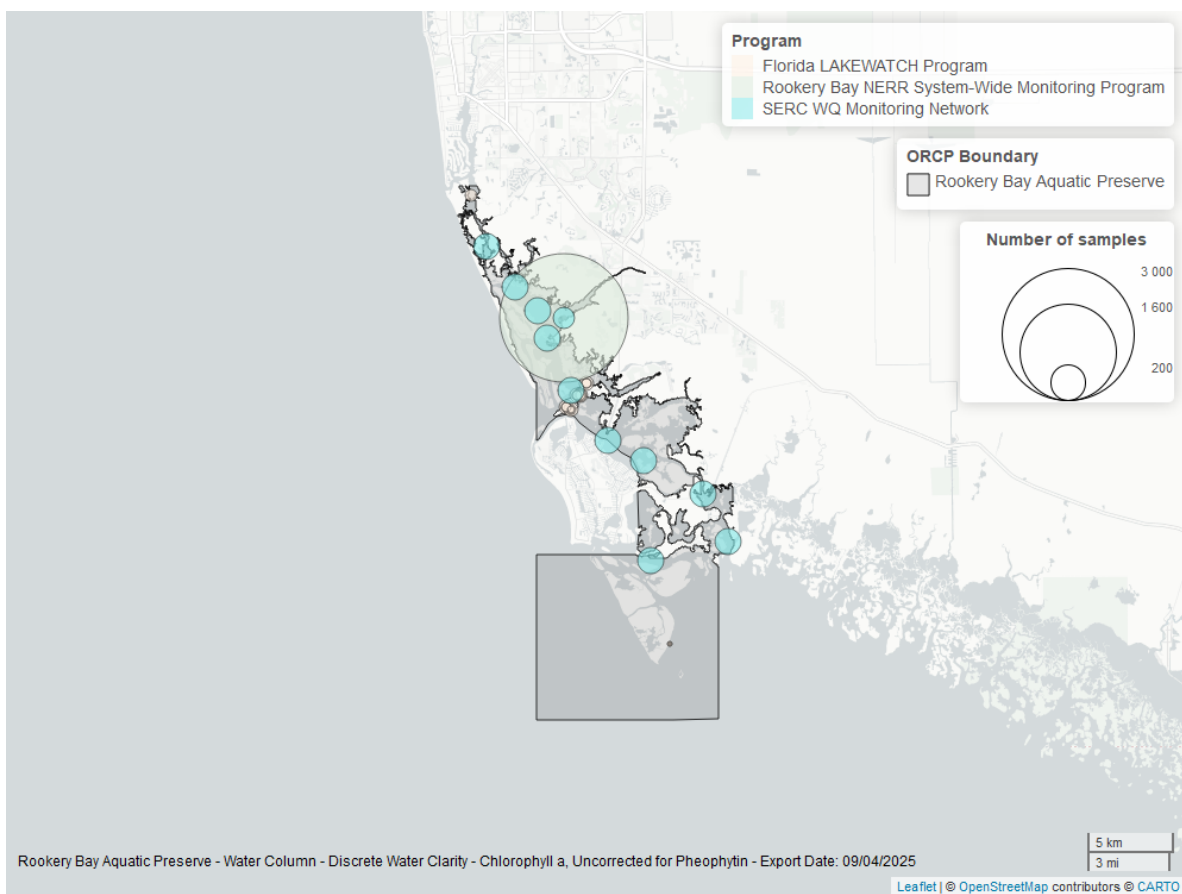 Program
Florida LAKEWATCH Program
Rookery Bay NERR System-Wide Monitoring Program
SERC WQ Monitoring Network
ORCP Boundary
Rookery Bay Aquatic Preserve
Number of samples
3 000
1 600
200
5 km
3 mi
Rookery Bay Aquatic Preserve - Water Column - Discrete Water Clarity - Chlorophyll a, Uncorrected for Pheophytin - Export Date: 09/04/2025
Leaflet | © OpenStreetMap contributors © CARTO